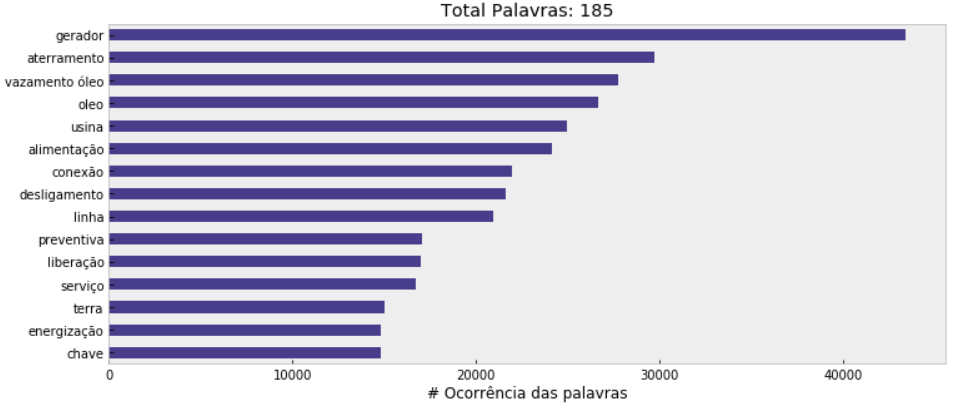 Total Palavras: 185
gerador
aterramento
vazamento óleo
oleo
usina
alimentação
conexão
desligamento
linha
preventiva
liberação
serviço
terra
energização
chave
0 10000 20000 30000 40000
# Ocorrência das palavras